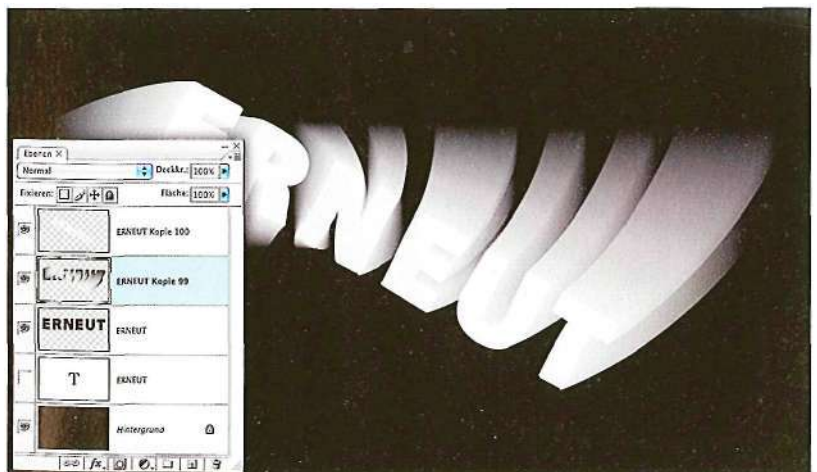 ERNEUT
Ebenen ×
Normal Deckkr.: 100%
Fixieren: Fläche: 100%
ERNEUT Kopie 100
ERNEUT Kopie 99
ERNEUT ERNEUT
T ERNEUT
Hintergrund